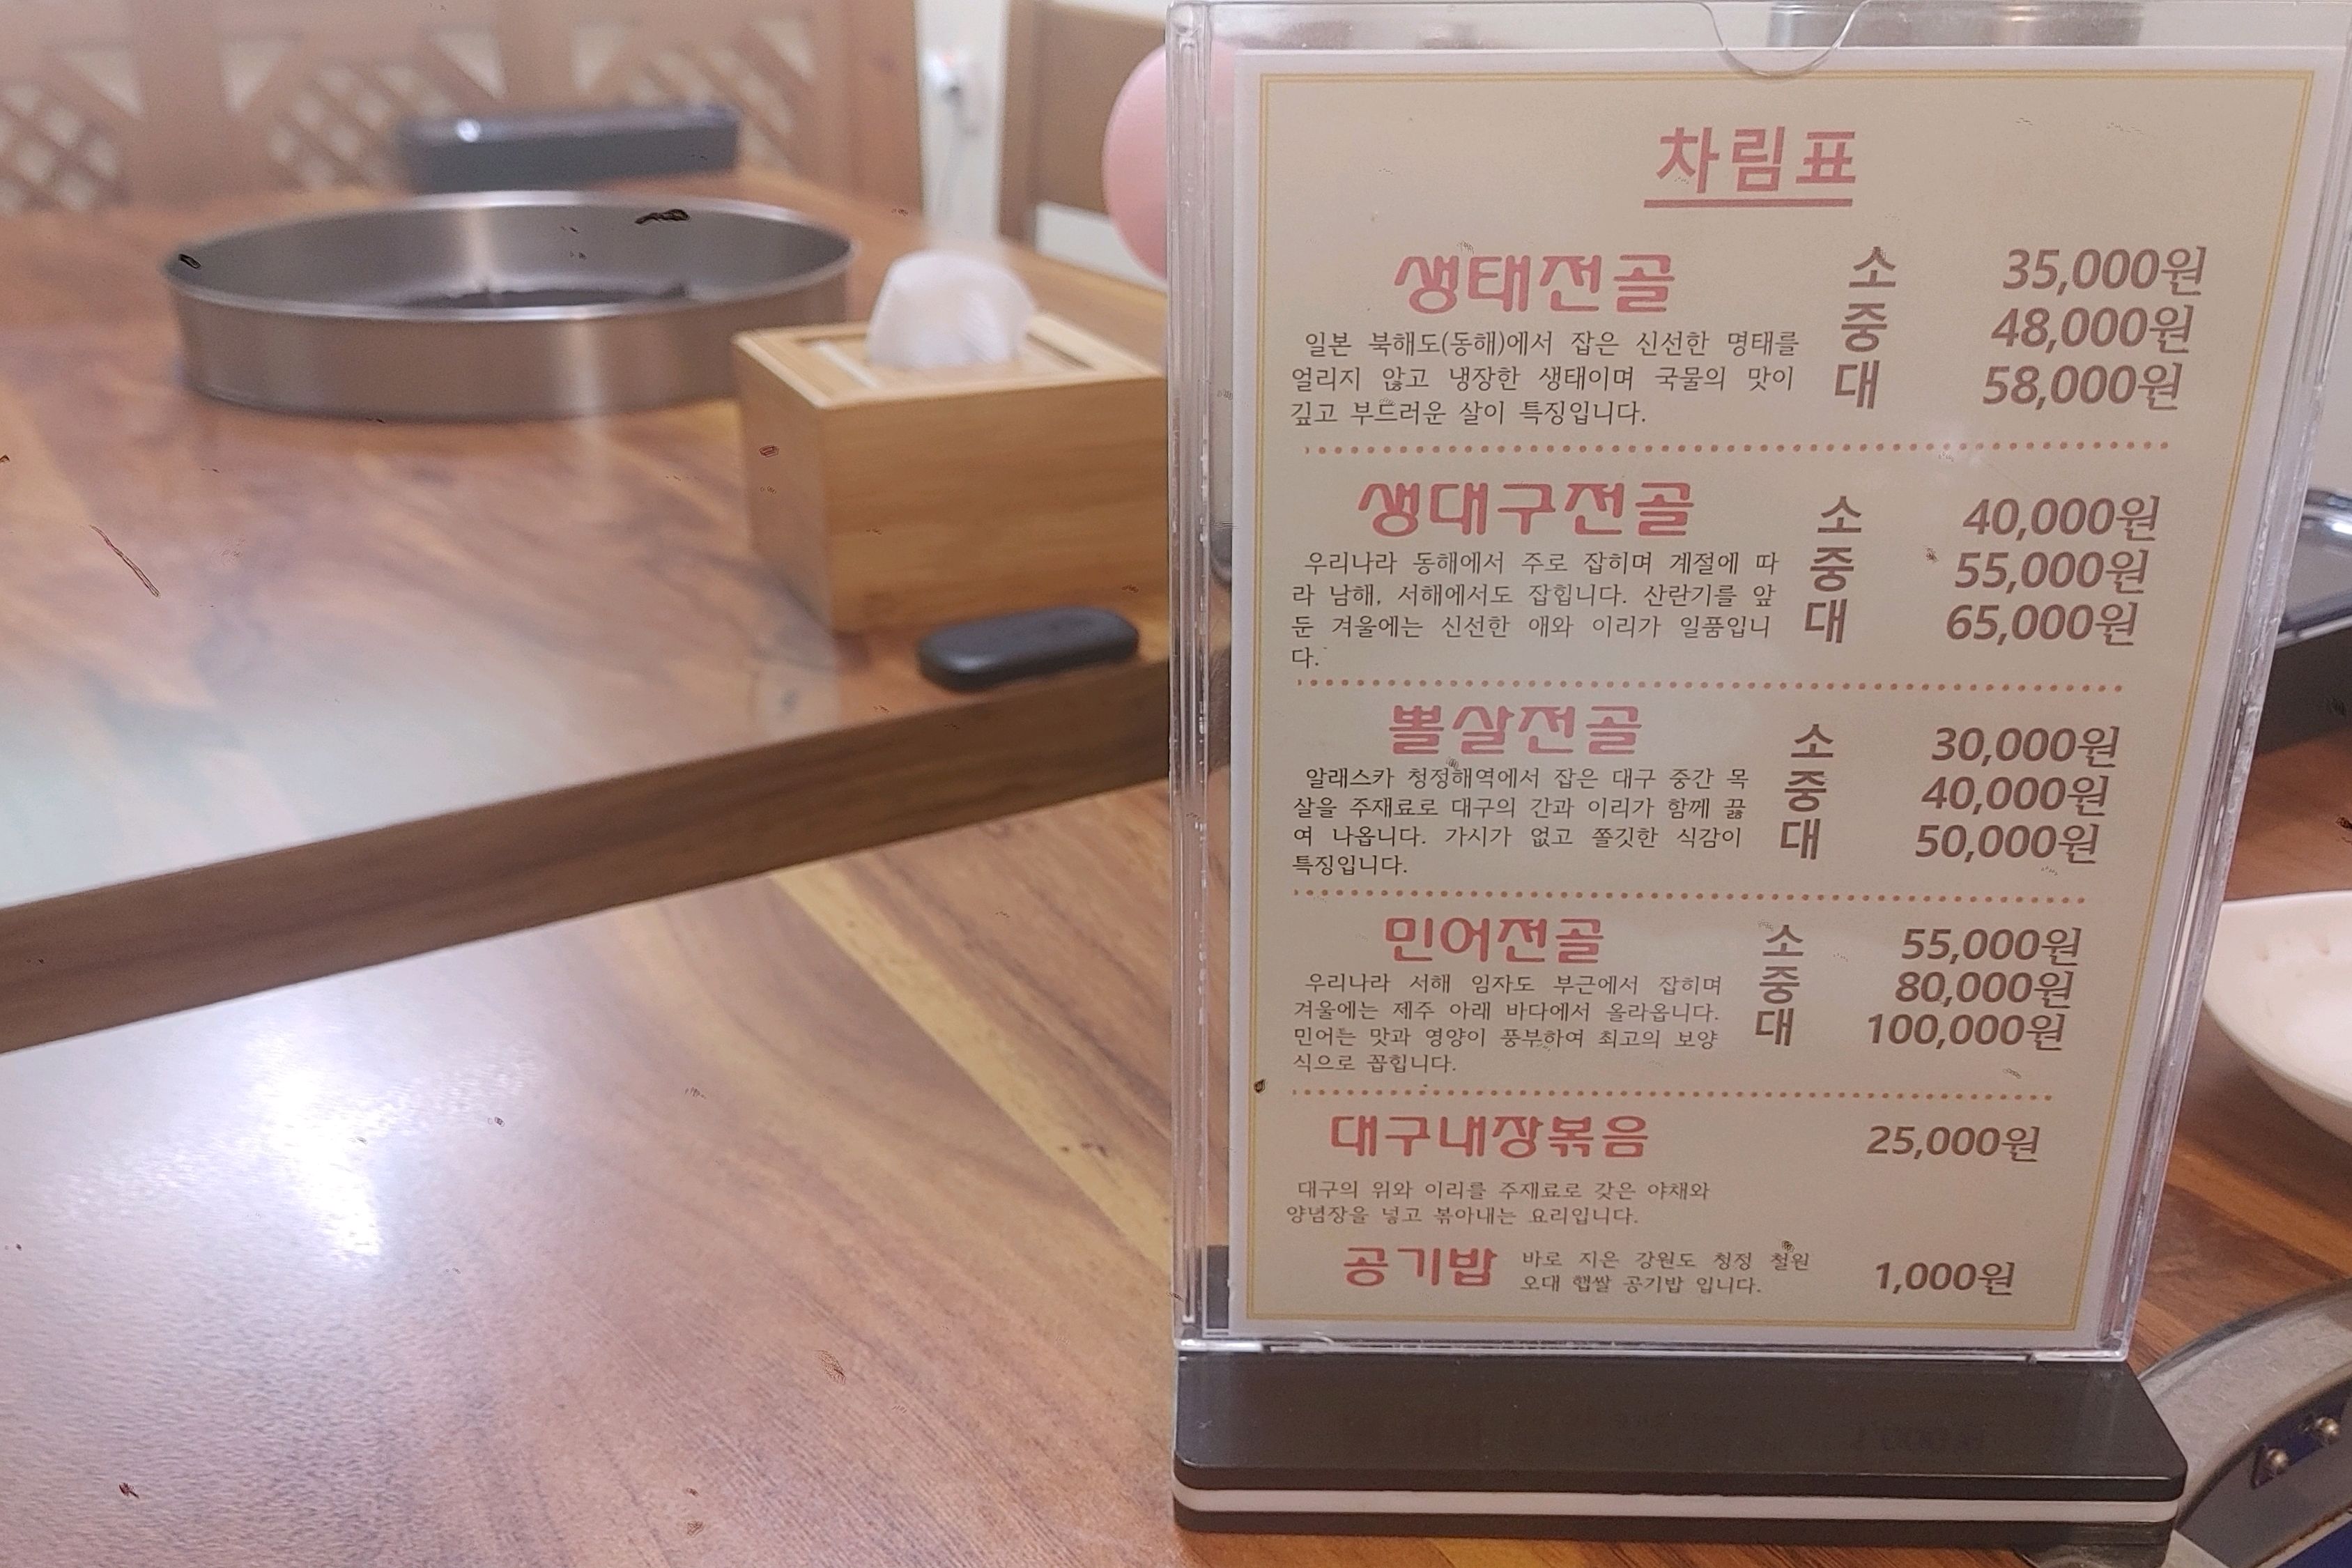 차림표
생태전골
일본 북해도(동해)에서 잡은 신선한 명태를
얼리지 않고 냉장한 생태이며 국물의 맛이
깊고 부드러운 살이 특징입니다.
소 35,000원
중 48,000원
대 58,000원
생대구전골
우리나라 동해에서 주로 잡히며 계절에 따
라 남해, 서해에서도 잡힙니다. 산란기를 앞
둔 겨울에는 신선한 애와 이리가 일품입니
다.
소 40,000원
중 55,000원
대 65,000원
뽈살전골
알래스카 청정해역에서 잡은 대구 중간 목
살을 주재료로 대구의 간과 이리가 함께 끓
여 나옵니다. 가시가 없고 쫄깃한 식감이
특징입니다.
소 30,000원
중 40,000원
대 50,000원
민어전골
우리나라 서해 임자도 부근에서 잡히며
겨울에는 제주 아래 바다에서 올라옵니다.
민어는 맛과 영양이 풍부하여 최고의 보양
식으로 꼽힙니다.
소 55,000원
중 80,000원
대 100,000원
대구내장볶음 25,000원
대구의 위와 이리를 주재료로 갖은 야채와
양념장을 넣고 볶아내는 요리입니다.
공기밥
바로 지은 강원도 청정 철원
오대 햅쌀 공기밥 입니다.
1,000원